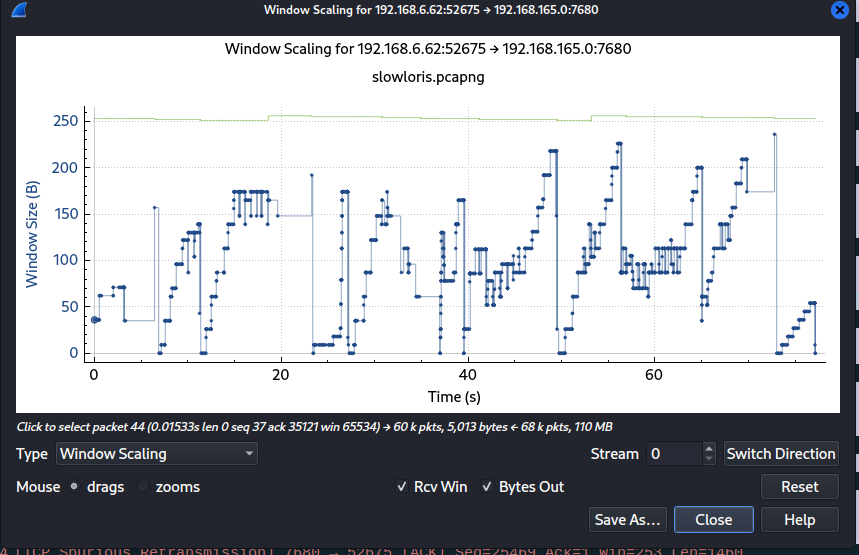 Window Scaling for 192.168.6.62:52675 → 192.168.165.0:7680
Window Scaling for 192.168.6.62:52675 → 192.168.165.0:7680
slowloris.pcapng
Window Size (B)
250
200
150
100
50
0
0 20 40 60
Time (s)
Click to select packet 44 (0.01533s len 0 seq 37 ack 35121 win 65534) → 60 k pkts, 5,013 bytes ← 68 k pkts, 110 MB
Type Window Scaling Stream 0 Switch Direction
Mouse drags zooms Rcv Win Bytes Out Reset
Save As... Close Help
4 [TCP Spurious Retransmission] 7680 → 52675 [ACK] Seq=25469 Ack=1 Win=253 Len=1460